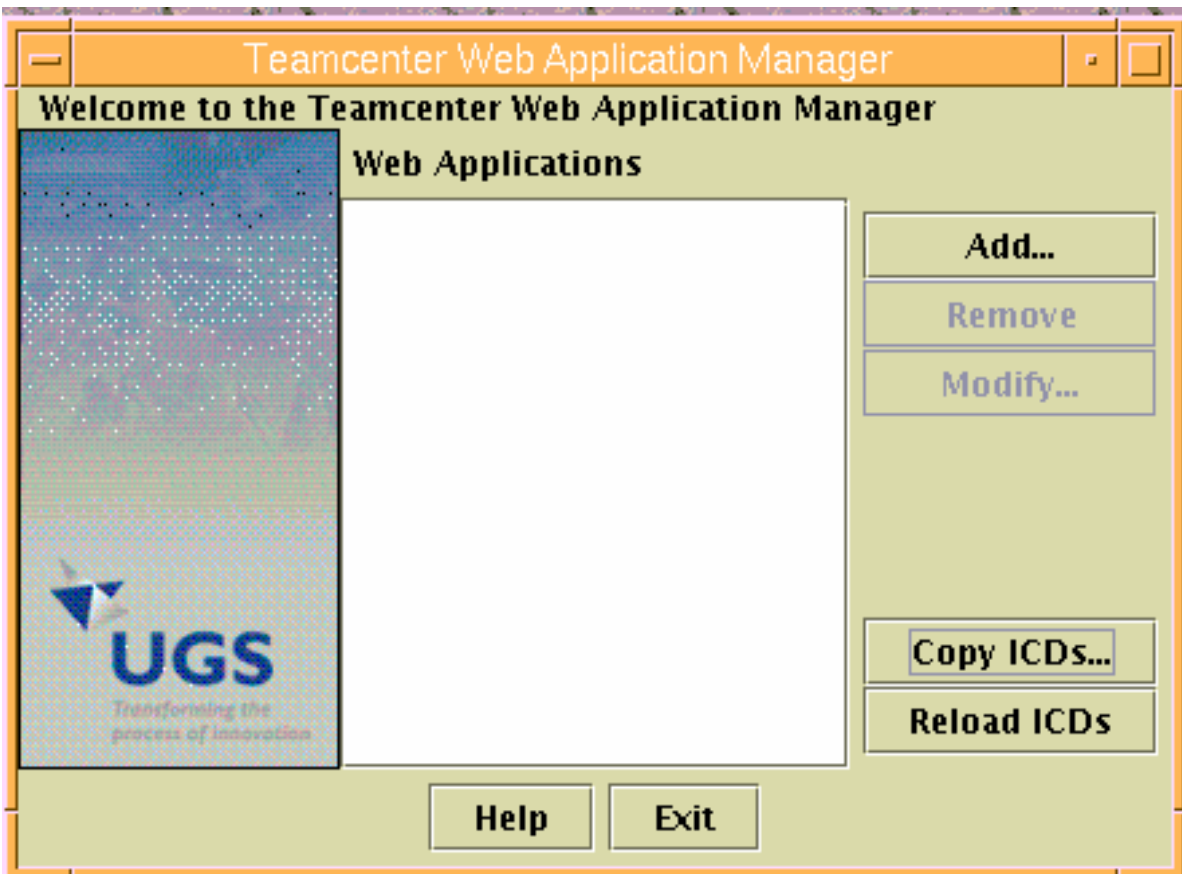 Teamcenter Web Application Manager
Welcome to the Teamcenter Web Application Manager
Web Applications
Add...
Remove
Modify...
UGS
Transforming the
process of innovation
Copy ICDs...
Reload ICDs
Help
Exit